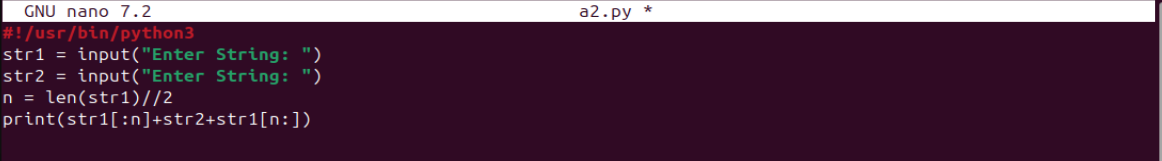 GNU nano 7.2 a2.py *
#!/usr/bin/python3
str1 = input("Enter String: ")
str2 = input("Enter String: ")
n = len(str1)//2
print(str1[:n]+str2+str1[n:])